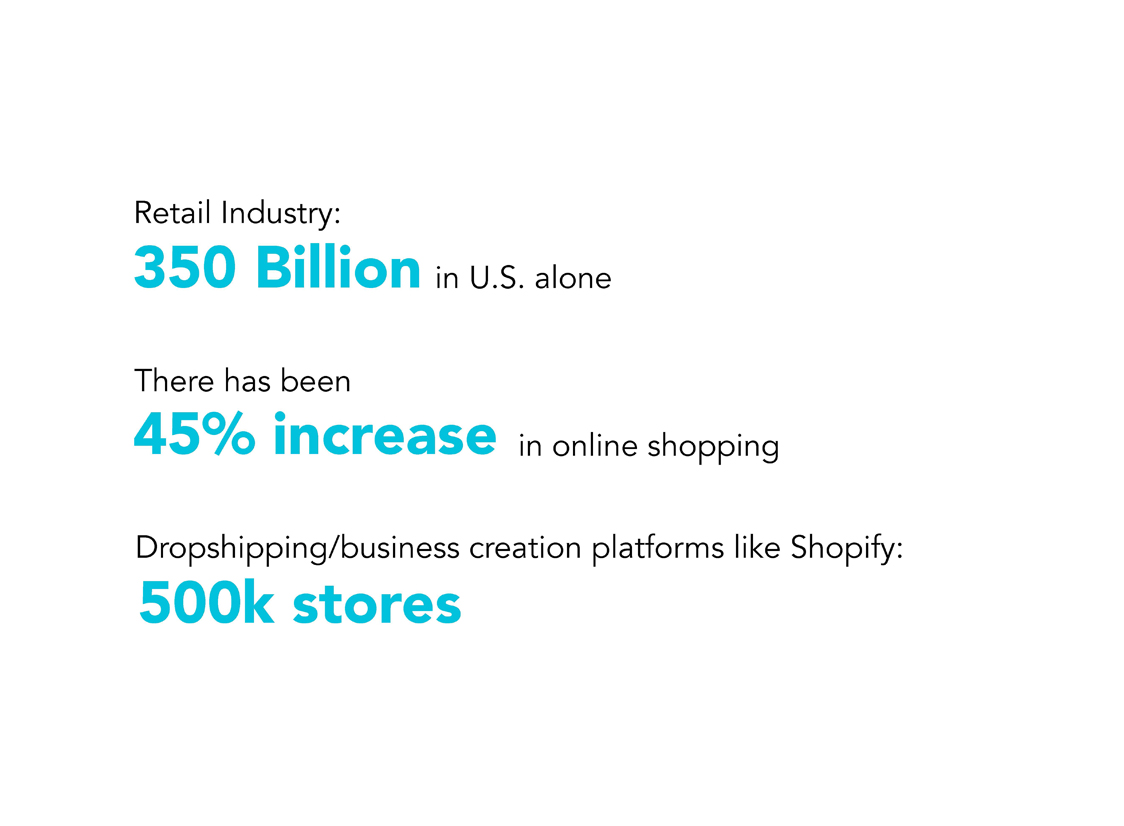 Retail Industry:
350 Billion in U.S. alone
There has been
45% increase in online shopping
Dropshipping/business creation platforms like Shopify:
500k stores